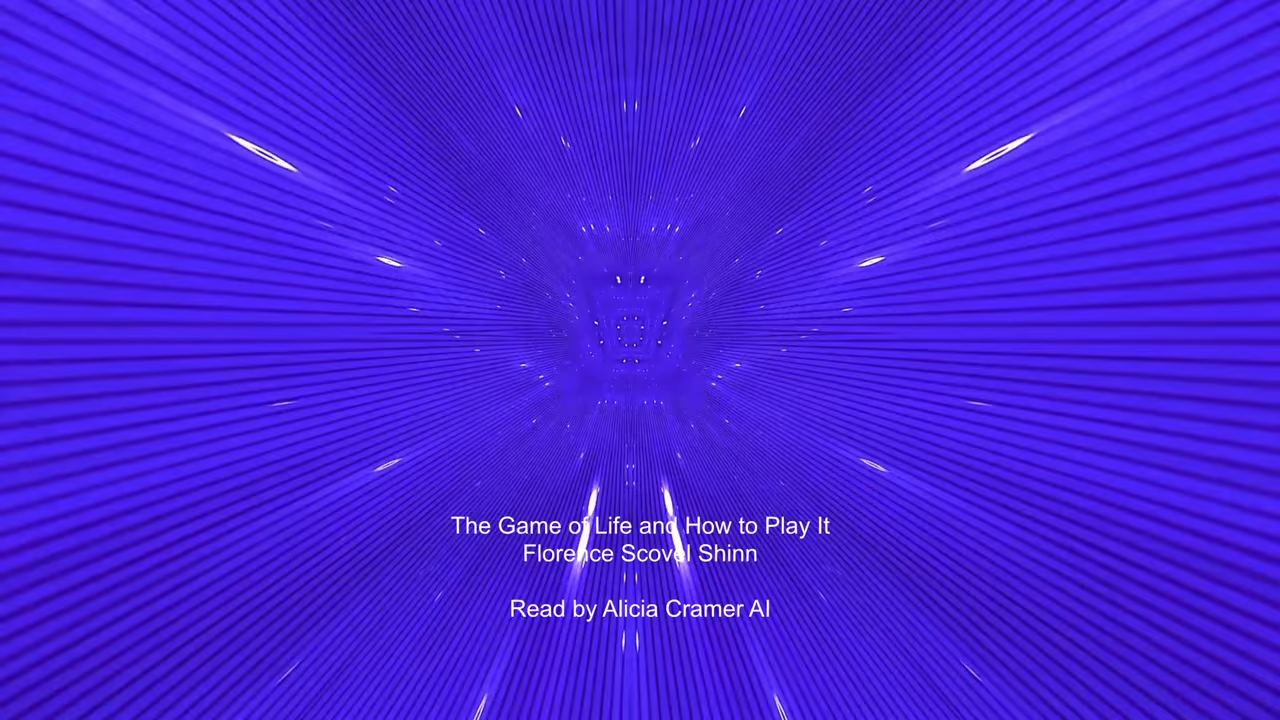 The Game of Life and How to Play It
Florence Scovel Shinn
Read by Alicia Cramer AI